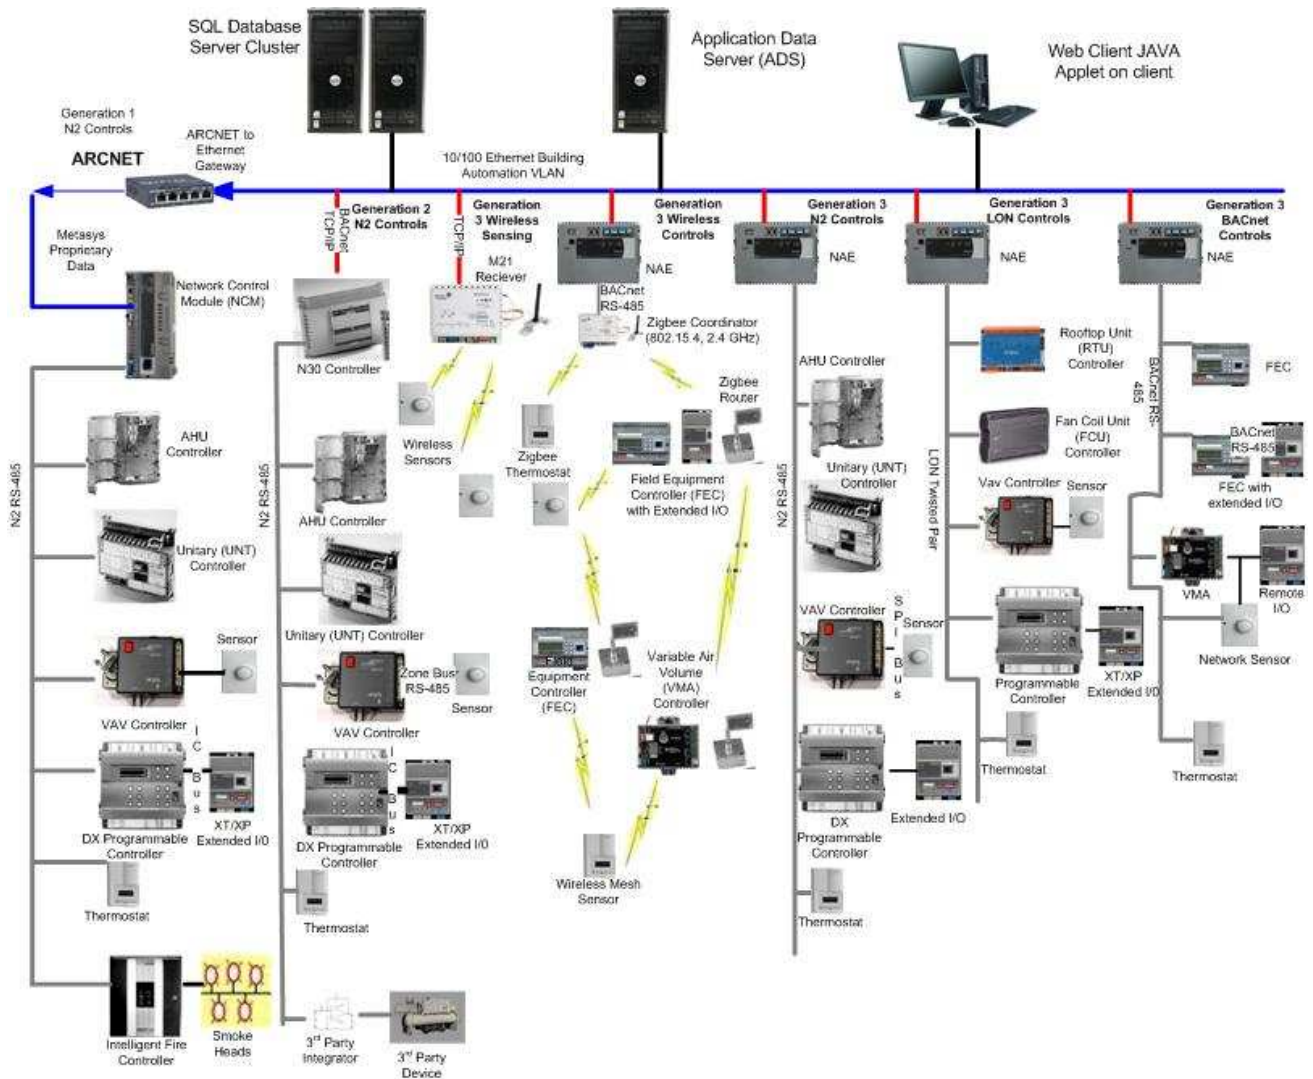 SQL Database
Server Cluster
Application Data
Server (ADS)
Web Client JAVA
Applet on client
Generation 1
N2 Controls
ARCNET
ARCNET to
Ethernet
Gateway
10/100 Ethernet Building
Automation VLAN
Metasys
Proprietary
Data
Network Control
Module (NCM)
BACnet
TCP/IP
Generation 2
N2 Controls
TCP/IP
Generation
3 Wireless
Sensing
M21
Reciever
Generation
3 Wireless
Controls
NAE
Generation 3
N2 Controls
NAE
Generation 3
LON Controls
NAE
Generation 3
BACnet
Controls
NAE
N30 Controller
BACnet
RS-485
Zigbee Coordinator
(802.15.4, 2.4 GHz)
N2 RS-485
AHU
Controller
Unitary (UNT)
Controller
Sensor
VAV Controller
IC Bus
DX Programmable
Controller
XT/XP
Extended I/0
Thermostat
Intelligent Fire
Controller
Smoke
Heads
N2 RS-485
AHU Controller
Unitary (UNT) Controller
Zone Bus
RS-485
Sensor
VAV Controller
IC Bus
DX Programmable
Controller
XT/XP
Extended I/0
Thermostat
3rd Party
Integrator
3rd Party
Device
Wireless
Sensors
Zigbee
Thermostat
Zigbee
Router
Field Equipment
Controller (FEC)
with Extended I/O
Equipment
Controller
(FEC)
Variable Air
Volume
(VMA)
Controller
Wireless Mesh
Sensor
N2 RS-485
AHU Controller
Unitary (UNT)
Controller
VAV Controller
SPI Bus
Sensor
DX
Programmable
Controller
Extended I/O
Thermostat
LON Twisted Pair
Rooftop Unit
(RTU)
Controller
Fan Coil Unit
(FCU)
Controller
Vav Controller
Sensor
Programmable
Controller
XT/XP
Extended I/0
Thermostat
BACnet RS-
485
FEC
BACnet
RS-485
FEC with
extended I/O
VMA
Remote
I/O
Network Sensor
Thermostat